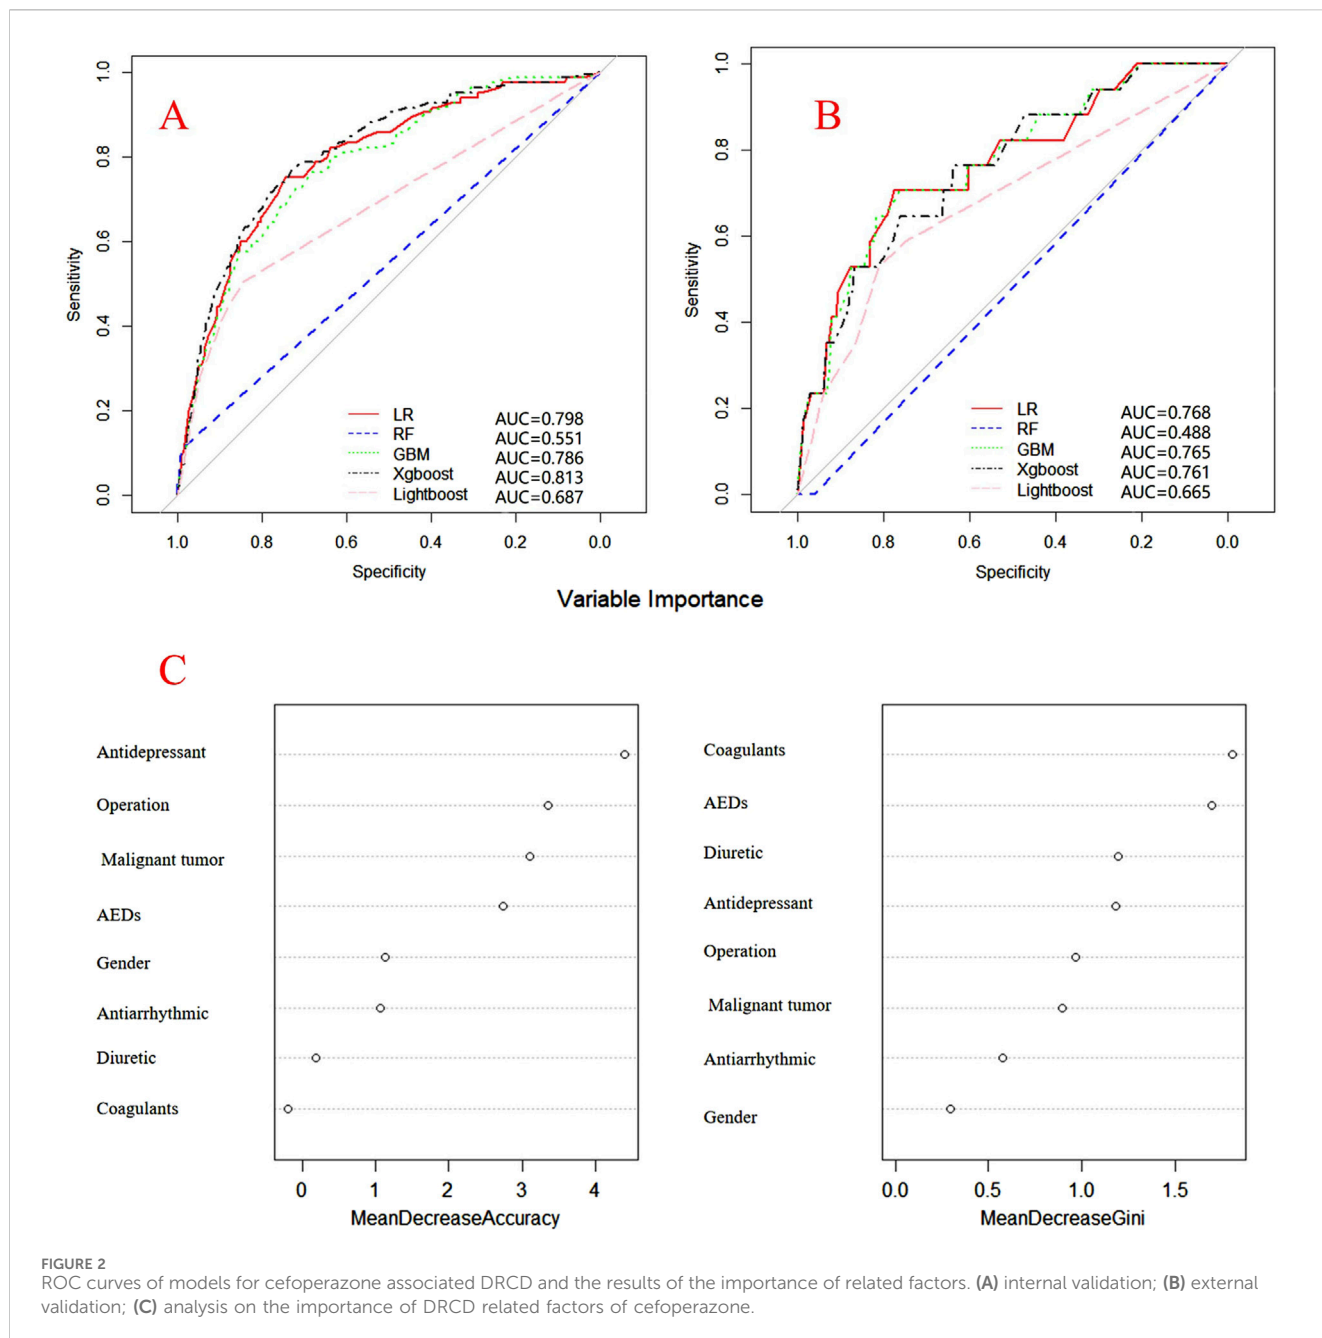 A
1.0
0.8
0.6
0.4
0.2
0.0
Sensitivity
LR AUC=0.798
RF AUC=0.551
GBM AUC=0.786
Xgboost AUC=0.813
Lightboost AUC=0.687
1.0 0.8 0.6 0.4 0.2 0.0
Specificity
B
1.0
0.8
0.6
0.4
0.2
0.0
Sensitivity
LR AUC=0.768
RF AUC=0.488
GBM AUC=0.765
Xgboost AUC=0.761
Lightboost AUC=0.665
1.0 0.8 0.6 0.4 0.2 0.0
Specificity
Variable Importance
C
Antidepressant
Operation
Malignant tumor
AEDs
Gender
Antiarrhythmic
Diuretic
Coagulants
0 1 2 3 4
MeanDecreaseAccuracy
Coagulants
AEDs
Diuretic
Antidepressant
Operation
Malignant tumor
Antiarrhythmic
Gender
0.0 0.5 1.0 1.5
MeanDecreaseGini
FIGURE 2
ROC curves of models for cefoperazone associated DRCD and the results of the importance of related factors. (A) internal validation; (B) external
validation; (C) analysis on the importance of DRCD related factors of cefoperazone.